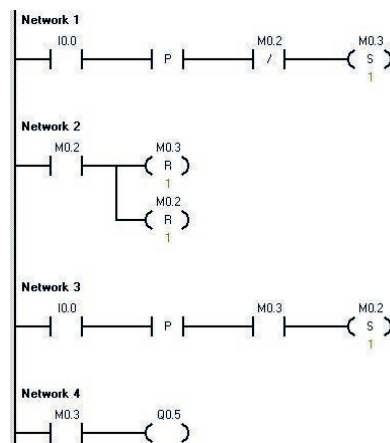 Network 1
I0.0 M0.2 M0.3
P / S
1
Network 2
M0.2 M0.3
R
1
M0.2
R
1
Network 3
I0.0 M0.3 M0.2
P S
1
Network 4
M0.3 Q0.5